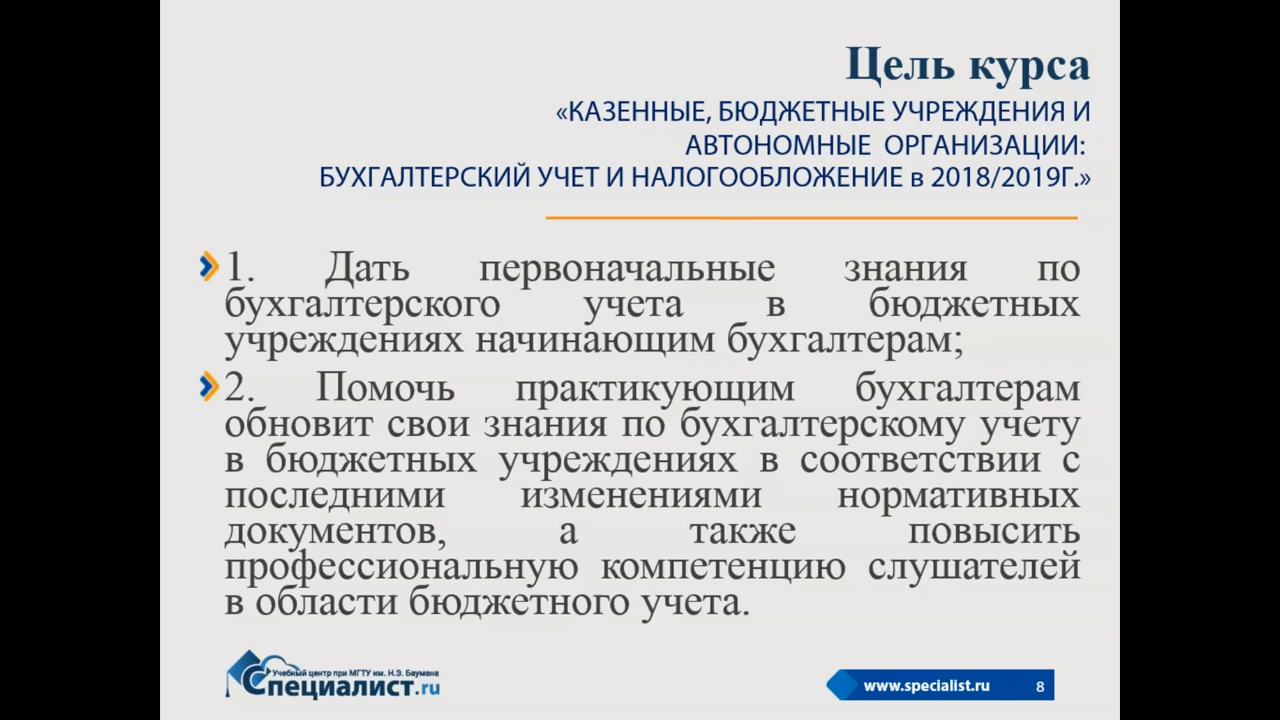 Цель курса
«КАЗЕННЫЕ, БЮДЖЕТНЫЕ УЧРЕЖДЕНИЯ И
АВТОНОМНЫЕ ОРГАНИЗАЦИИ:
БУХГАЛТЕРСКИЙ УЧЕТ И НАЛОГООБЛОЖЕНИЕ в 2018/2019Г.»
1. Дать первоначальные знания по
бухгалтерского учета в бюджетных
учреждениях начинающим бухгалтерам;
2. Помочь практикующим бухгалтерам
обновит свои знания по бухгалтерскому учету
в бюджетных учреждениях в соответствии с
последними изменениями нормативных
документов, а также повысить
профессиональную компетенцию слушателей
в области бюджетного учета.
Учебный центр при МГТУ им. Н.Э. Баумана
Специалист.ru
www.specialist.ru 8